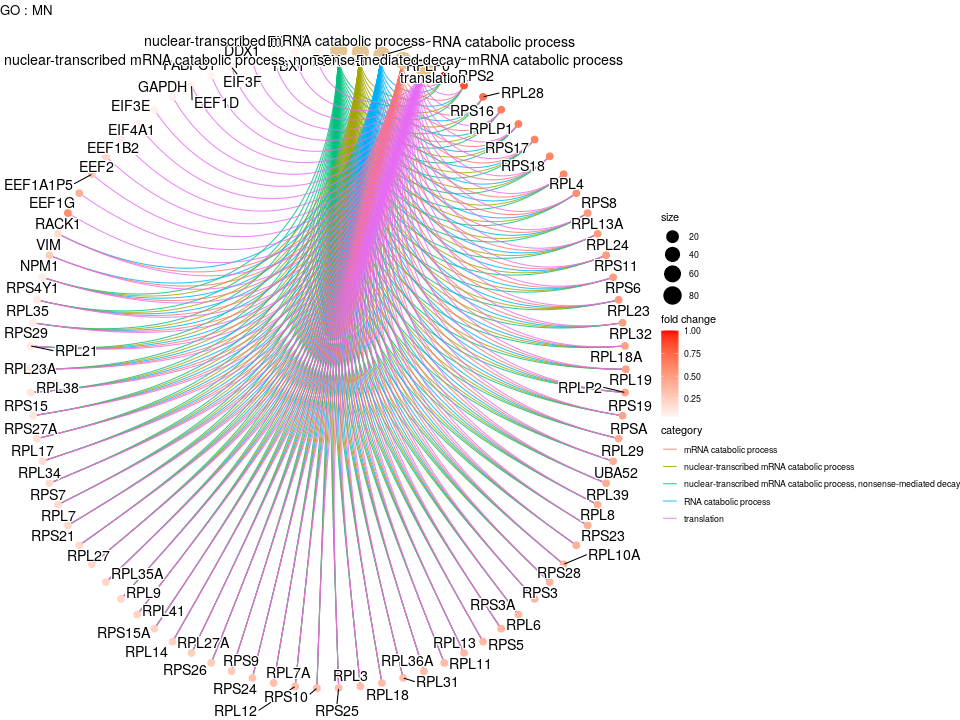 GO : MN
nuclear-transcribed mRNA catabolic process
RNA catabolic process
DDX1
nuclear-transcribed mRNA catabolic process, nonsense-mediated decay
mRNA catabolic process
translation
RPS2
EIF3F
GAPDH
RPL28
EIF3E
EEF1D
RPS16
EIF4A1
RPLP1
EEF1B2
RPS17
EEF2
RPS18
EEF1A1P5
RPL4
EEF1G
RPS8
RACK1
RPL13A
VIM
RPL24
NPM1
RPS11
RPS4Y1
RPS6
RPL35
RPL23
RPS29
RPL32
RPL21
RPL18A
RPL23A
RPL19
RPL38
RPLP2
RPS15
RPS19
RPS27A
RPSA
RPL17
RPL29
RPL34
UBA52
RPS7
RPL39
RPL7
RPL8
RPS21
RPS23
RPL27
RPL10A
RPL35A
RPS28
RPL9
RPS3
RPL41
RPS3A
RPS15A
RPL6
RPL14
RPL27A
RPL13
RPS5
RPS26
RPS9
RPL36A
RPL11
RPS24
RPL7A
RPL3
RPL31
RPL12
RPS10
RPS25
RPL18
size
20
40
60
80
fold change
1.00
0.75
0.50
0.25
category
mRNA catabolic process
nuclear-transcribed mRNA catabolic process
nuclear-transcribed mRNA catabolic process, nonsense-mediated decay
RNA catabolic process
translation